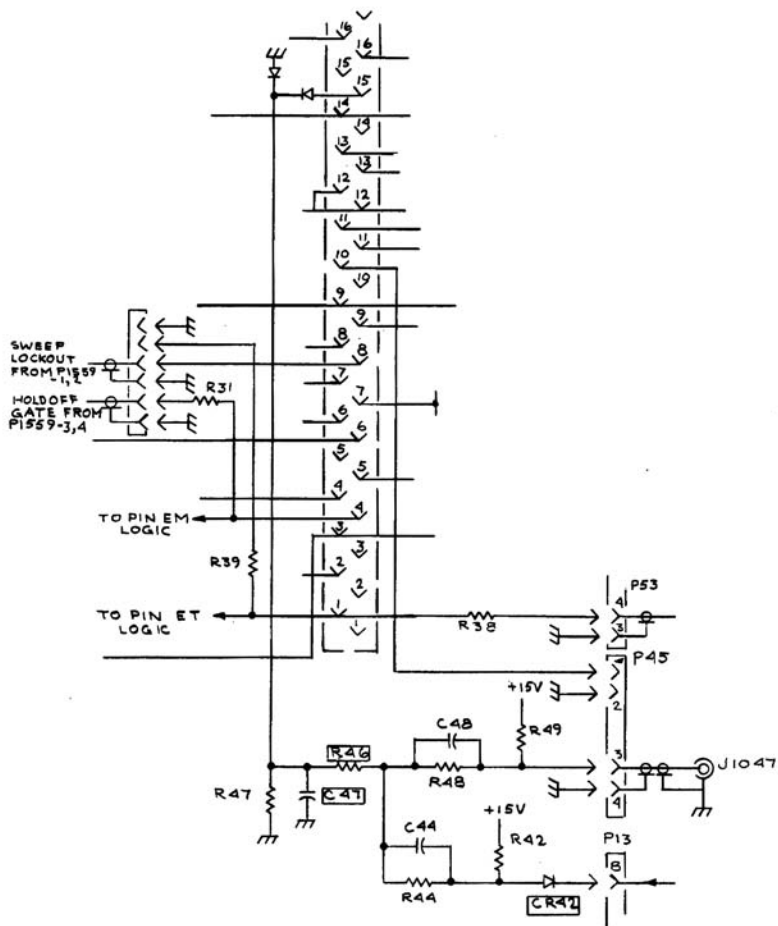 16
16
15
15
14
14
13
13
12
12
11
11
10
19
9
9
8
8
7
7
6
6
5
5
4
4
3
3
2
2
1
1
SWEEP
LOCKOUT
FROM P1559
-1,2
HOLDOFF
GATE FROM
P1559-3,4
R31
TO PIN EM
LOGIC
R39
TO PIN ET
LOGIC
R38
P53
4
3
P45
1
2
3
4
+15V
R49
C48
R48
R46
C47
R47
J1047
C44
R44
+15V
R42
CR42
P13
8